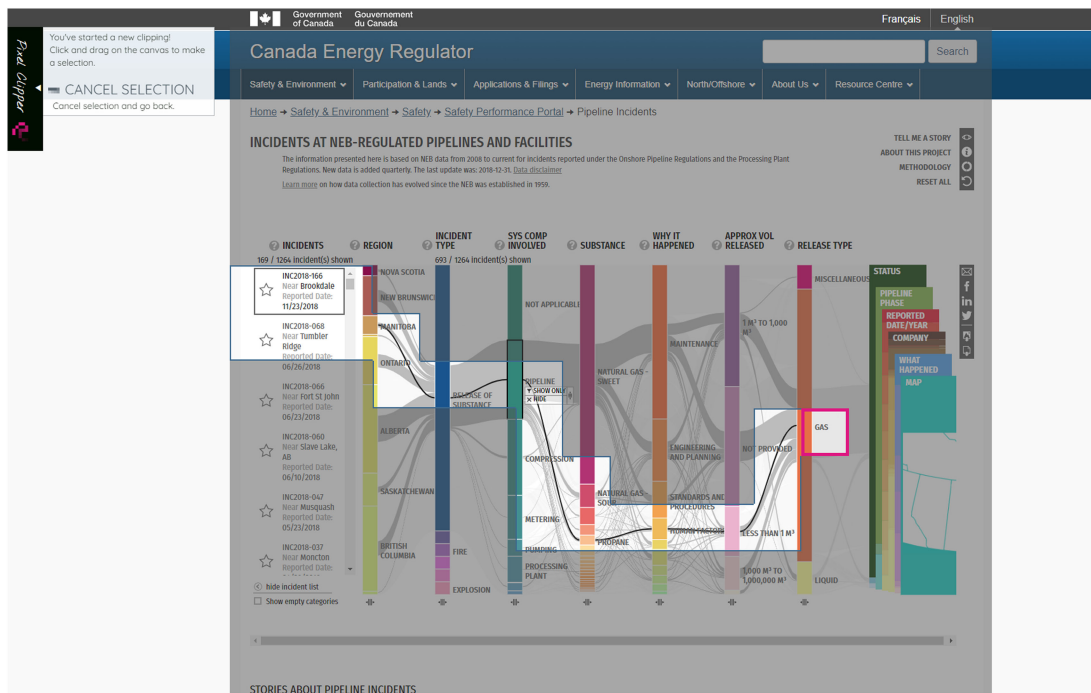 Government of Canada
Gouvernement du Canada
Français
English
You've started a new clipping!
Click and drag on the canvas to make
a selection.
CANCEL SELECTION
Cancel selection and go back.
Pixel Clipper
Canada Energy Regulator
Search
Safety & Environment
Participation & Lands
Applications & Filings
Energy Information
North/Offshore
About Us
Resource Centre
Home → Safety & Environment → Safety → Safety Performance Portal → Pipeline Incidents
INCIDENTS AT NEB-REGULATED PIPELINES AND FACILITIES
The information presented here is based on NEB data from 2008 to current for incidents reported under the Onshore Pipeline Regulations and the Processing Plant
Regulations. New data is added quarterly. The last update was: 2018-12-31. Data disclaimer
Learn more on how data collection has evolved since the NEB was established in 1959.
TELL ME A STORY
ABOUT THIS PROJECT
METHODOLOGY
RESET ALL
INCIDENTS
REGION
INCIDENT TYPE
SYS COMP INVOLVED
SUBSTANCE
WHY IT HAPPENED
APPROX VOL RELEASED
RELEASE TYPE
169 / 1264 incident(s) shown
693 / 1264 incident(s) shown
INC2018-166
Near Brookdale
Reported Date:
11/23/2018
INC2018-068
Near Tumbler
Ridge
Reported Date:
06/26/2018
INC2018-066
Near Fort St John
Reported Date:
06/23/2018
INC2018-060
Near Slave Lake,
AB
Reported Date:
06/10/2018
INC2018-047
Near Musquash
Reported Date:
05/23/2018
INC2018-037
Near Moncton
Reported Date:
hide incident list
Show empty categories
NOVA SCOTIA
NEW BRUNSWICK
MANITOBA
ONTARIO
ALBERTA
SASKATCHEWAN
BRITISH
COLUMBIA
RELEASE OF
SUBSTANCE
FIRE
EXPLOSION
NOT APPLICABLE
PIPELINE
SHOW ONLY
HIDE
COMPRESSION
METERING
PUMPING
PROCESSING
PLANT
NATURAL GAS -
SWEET
NATURAL GAS -
SOUR
PROPANE
MAINTENANCE
ENGINEERING
AND PLANNING
STANDARDS AND
PROCEDURES
HUMAN FACTORS
1 M³ TO 1,000
M³
NOT PROVIDED
LESS THAN 1 M³
1,000 M³ TO
1,000,000 M³
MISCELLANEOUS
GAS
LIQUID
STATUS
PIPELINE
PHASE
REPORTED
DATE/YEAR
COMPANY
WHAT
HAPPENED
MAP
STORIES ABOUT PIPELINE INCIDENTS